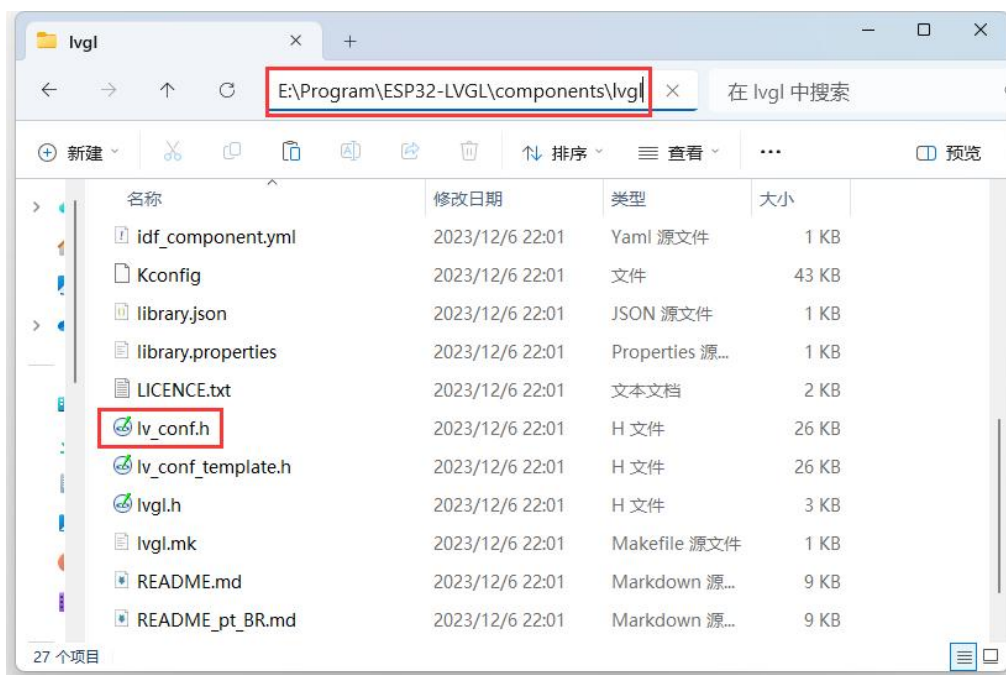 lvgl
E:\Program\ESP32-LVGL\components\lvgl 在 lvgl 中搜索
新建 排序 查看 ... 预览
名称 修改日期 类型 大小
idf_component.yml 2023/12/6 22:01 Yaml 源文件 1 KB
Kconfig 2023/12/6 22:01 文件 43 KB
library.json 2023/12/6 22:01 JSON 源文件 1 KB
library.properties 2023/12/6 22:01 Properties 源... 1 KB
LICENCE.txt 2023/12/6 22:01 文本文档 2 KB
lv_conf.h 2023/12/6 22:01 H 文件 26 KB
lv_conf_template.h 2023/12/6 22:01 H 文件 26 KB
lvgl.h 2023/12/6 22:01 H 文件 3 KB
lvgl.mk 2023/12/6 22:01 Makefile 源文件 1 KB
README.md 2023/12/6 22:01 Markdown 源... 9 KB
README_pt_BR.md 2023/12/6 22:01 Markdown 源... 9 KB
27 个项目